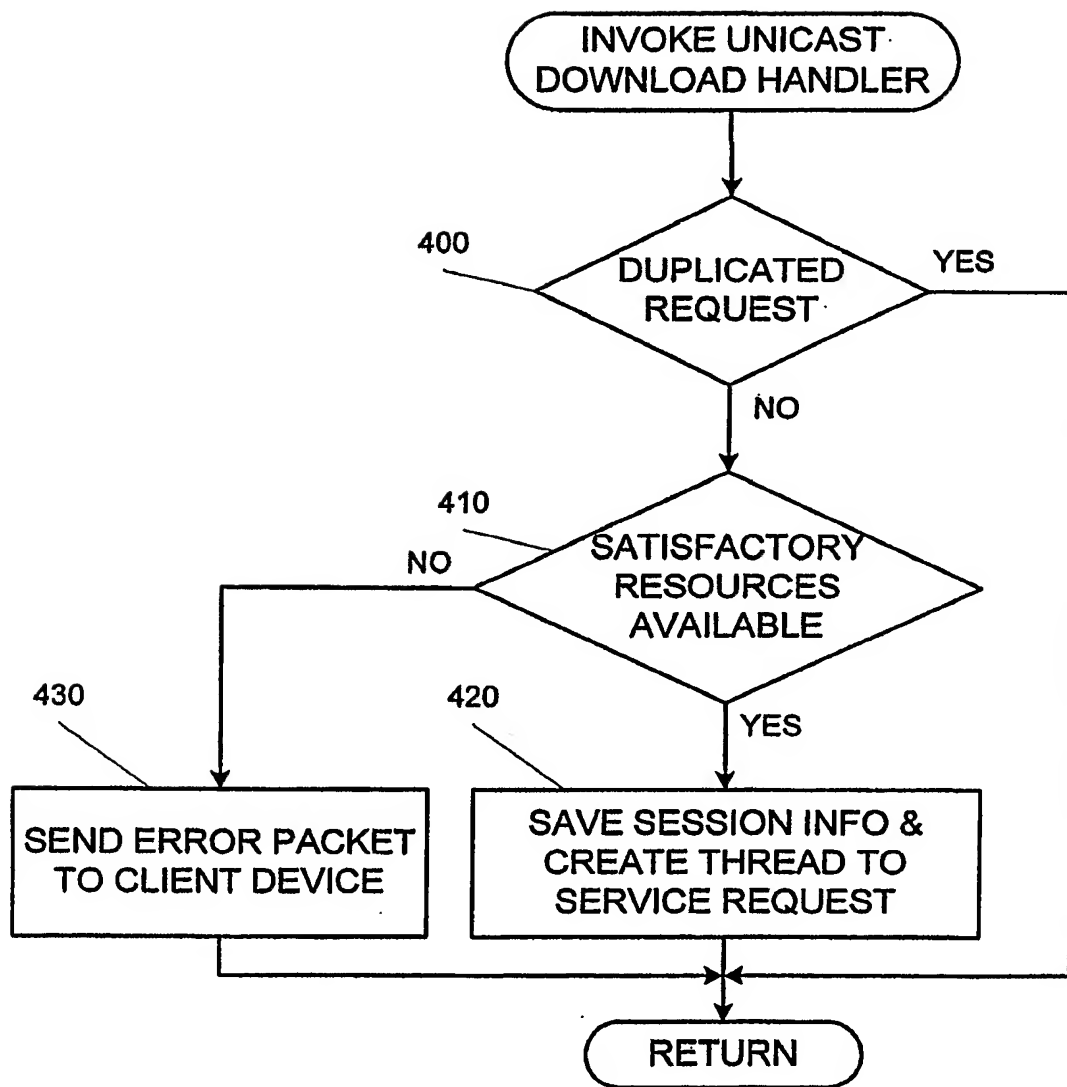 INVOKE UNICAST
DOWNLOAD HANDLER
400
DUPLICATED
REQUEST
YES
NO
410
SATISFACTORY
RESOURCES
AVAILABLE
NO
YES
430
420
SEND ERROR PACKET
TO CLIENT DEVICE
SAVE SESSION INFO &
CREATE THREAD TO
SERVICE REQUEST
RETURN